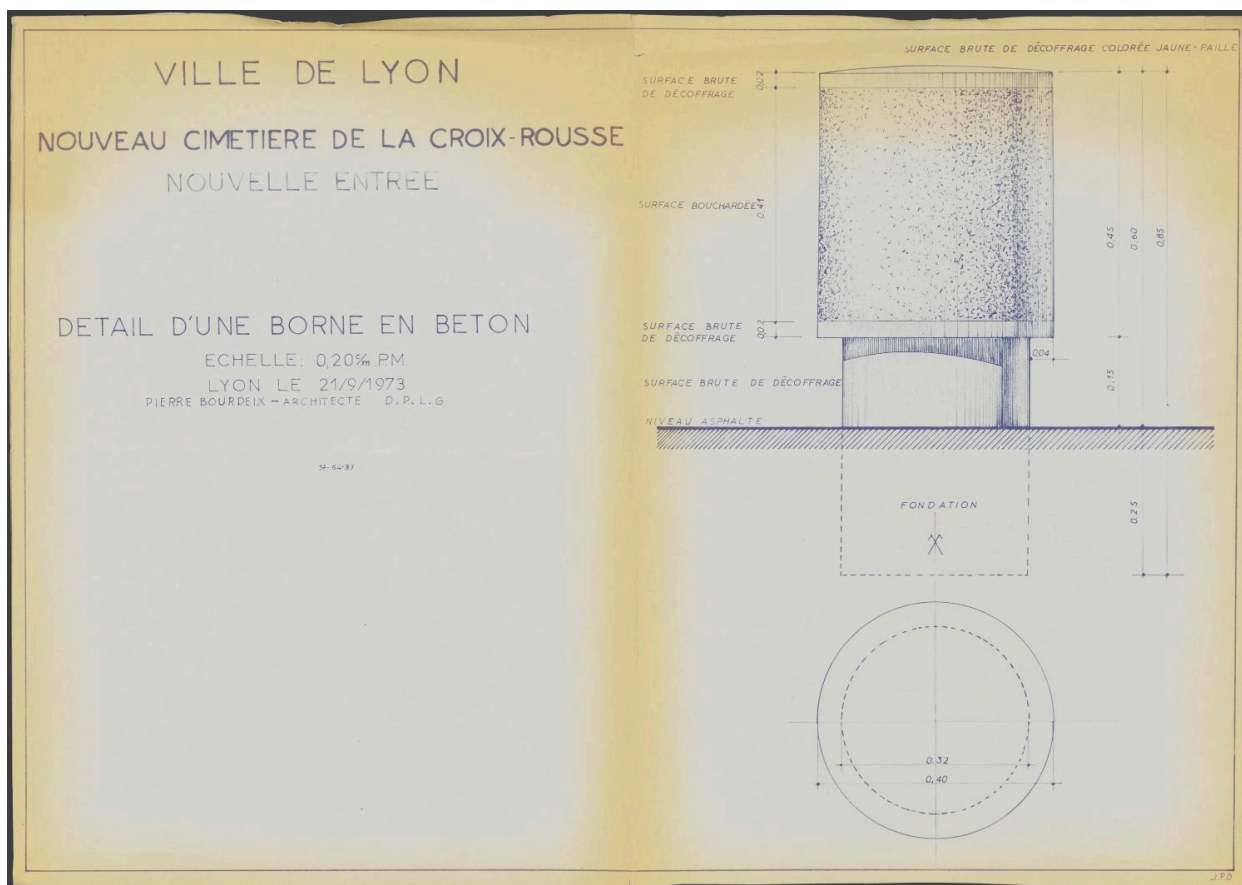 VILLE DE LYON
NOUVEAU CIMETIERE DE LA CROIX-ROUSSE
NOUVELLE ENTREE
DETAIL D'UNE BORNE EN BETON
ECHELLE: 0,20%m P.M.
LYON LE 21/9/1973
PIERRE BOURDEIX - ARCHITECTE D.P.L.G
SURFACE BRUTE DE DÉCOFFRAGE COLORÉE JAUNE-PAILLE
SURFACE BRUTE
DE DÉCOFFRAGE
0,02
SURFACE BOUCHARDÉE
0,41
0,45
0,60
0,85
SURFACE BRUTE
DE DÉCOFFRAGE
0,02
0,04
SURFACE BRUTE DE DÉCOFFRAGE
0,15
NIVEAU ASPHALTE
FONDATION
0,25
0,32
0,40
J.P.B